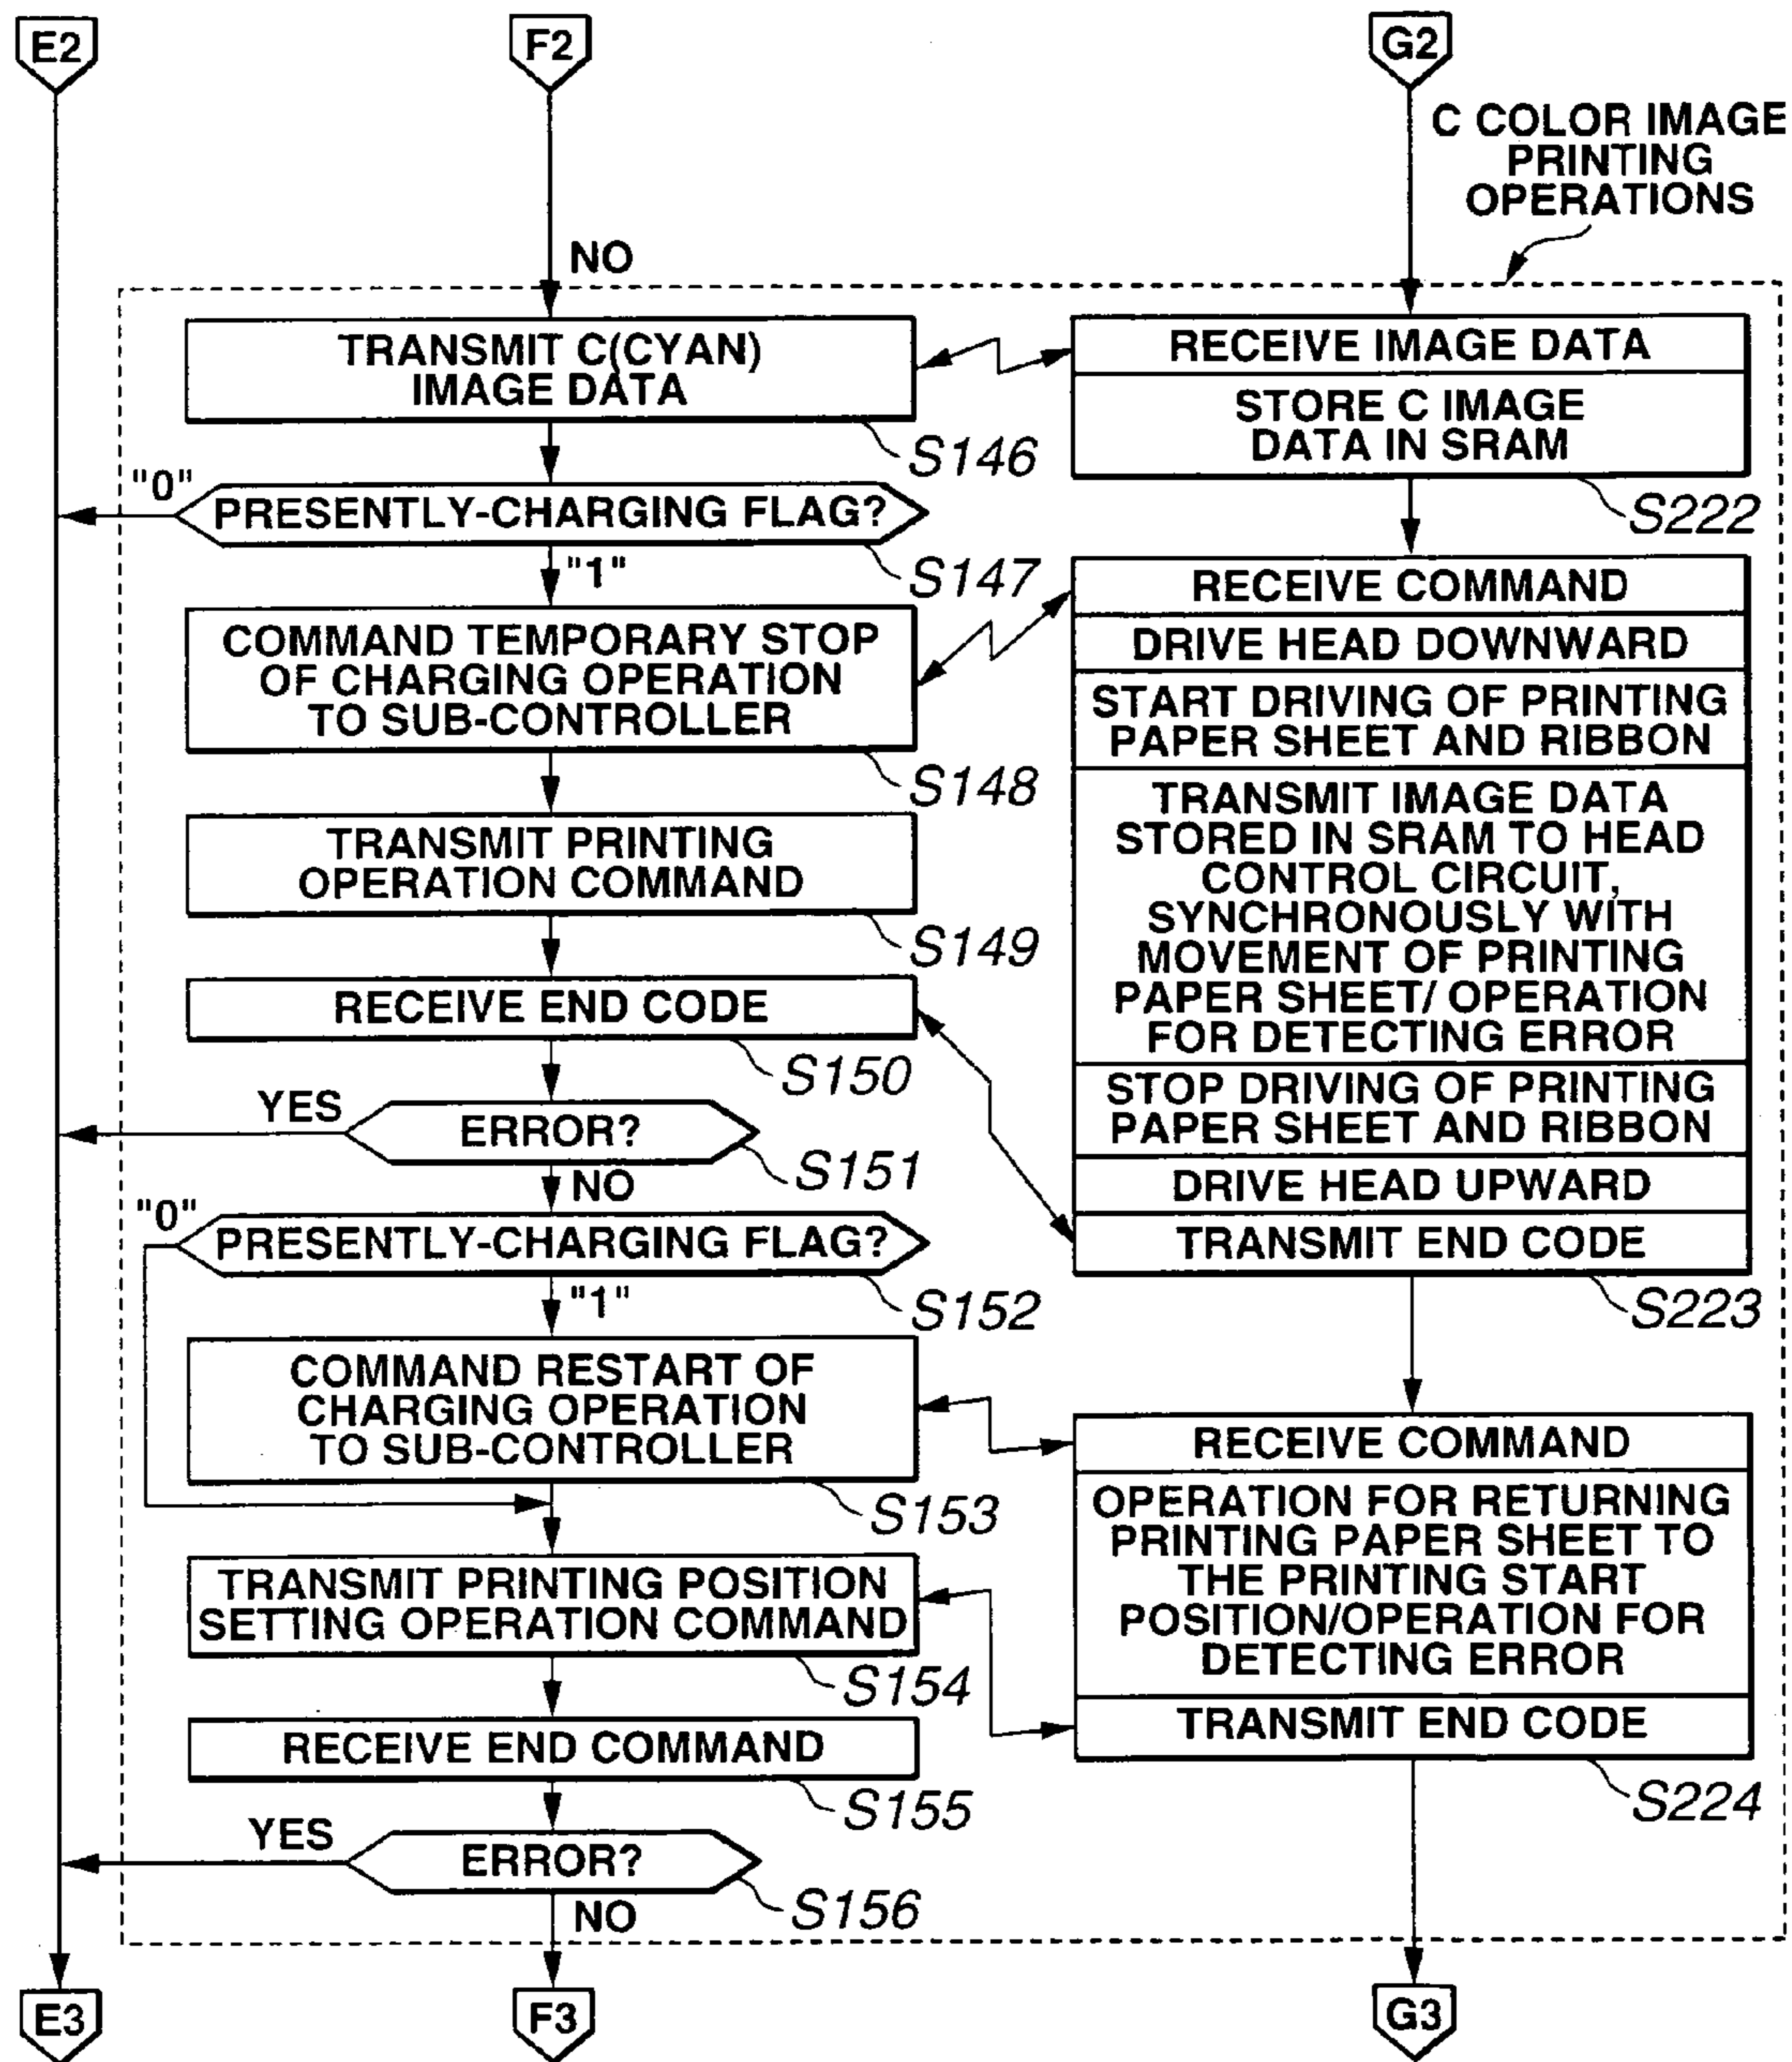 E2
F2
G2
C COLOR IMAGE
PRINTING
OPERATIONS
NO
TRANSMIT C(CYAN)
IMAGE DATA
S146
"0"
PRESENTLY-CHARGING FLAG?
S147
"1"
COMMAND TEMPORARY STOP
OF CHARGING OPERATION
TO SUB-CONTROLLER
S148
TRANSMIT PRINTING
OPERATION COMMAND
S149
RECEIVE END CODE
S150
YES
ERROR?
S151
NO
"0"
PRESENTLY-CHARGING FLAG?
S152
"1"
COMMAND RESTART OF
CHARGING OPERATION
TO SUB-CONTROLLER
S153
TRANSMIT PRINTING POSITION
SETTING OPERATION COMMAND
S154
RECEIVE END COMMAND
S155
YES
ERROR?
S156
NO
RECEIVE IMAGE DATA
STORE C IMAGE
DATA IN SRAM
S222
RECEIVE COMMAND
DRIVE HEAD DOWNWARD
START DRIVING OF PRINTING
PAPER SHEET AND RIBBON
TRANSMIT IMAGE DATA
STORED IN SRAM TO HEAD
CONTROL CIRCUIT,
SYNCHRONOUSLY WITH
MOVEMENT OF PRINTING
PAPER SHEET/ OPERATION
FOR DETECTING ERROR
STOP DRIVING OF PRINTING
PAPER SHEET AND RIBBON
DRIVE HEAD UPWARD
TRANSMIT END CODE
S223
RECEIVE COMMAND
OPERATION FOR RETURNING
PRINTING PAPER SHEET TO
THE PRINTING START
POSITION/OPERATION FOR
DETECTING ERROR
TRANSMIT END CODE
S224
E3
F3
G3